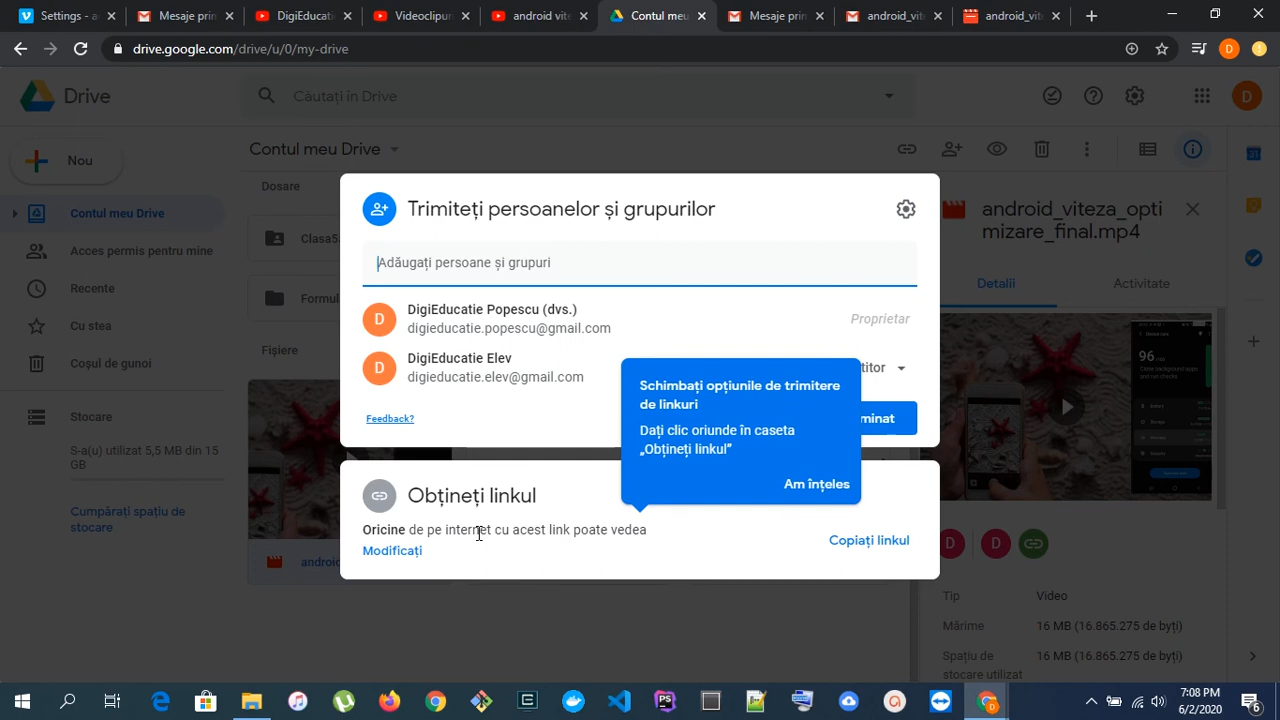 Settings - a
Mesaje prin
DigiEducati
Videoclipur
android vite
Contul meu
Mesaje prin
android_vite
android_vit
drive.google.com/drive/u/0/my-drive
D
Drive
Căutați în Drive
D
Nou
Contul meu Drive
Contul meu Drive
Acces permis pentru mine
Recente
Cu stea
Coșul de gunoi
Stocare
S-a(u) utilizat 5,5 MB din 15
GB
Cumpărați spațiu de
stocare
Dosare
Clasa5
Formul
Fișiere
androi
Trimiteți persoanelor și grupurilor
Adăugați persoane și grupuri
D
DigiEducatie Popescu (dvs.)
digieducatie.popescu@gmail.com
Proprietar
D
DigiEducatie Elev
digieducatie.elev@gmail.com
titor
Feedback?
minat
Schimbați opțiunile de trimitere
de linkuri
Dați clic oriunde în caseta
„Obțineți linkul”
Am înțeles
Obțineți linkul
Oricine de pe internet cu acest link poate vedea
Modificați
Copiați linkul
android_viteza_opti
mizare_final.mp4
Detalii
Activitate
96
D
D
Tip
Video
Mărime
16 MB (16.865.275 de byți)
Spațiu de
stocare utilizat
16 MB (16.865.275 de byți)
7:08 PM
6/2/2020
6